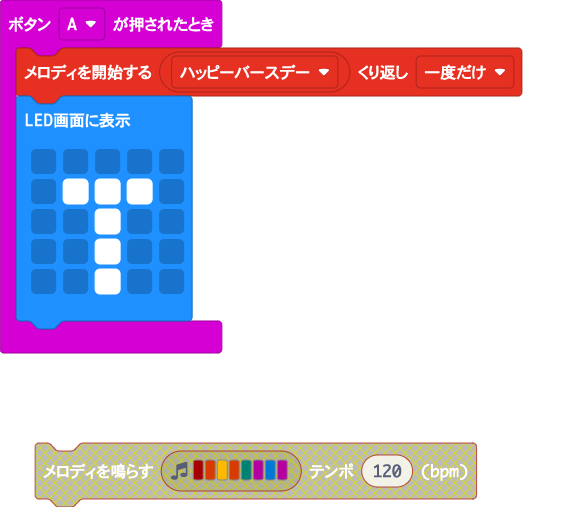 ボタン A が押されたとき
メロディを開始する ハッピーバースデー くり返し 一度だけ
LED画面に表示
メロディを鳴らす テンポ 120 (bpm)